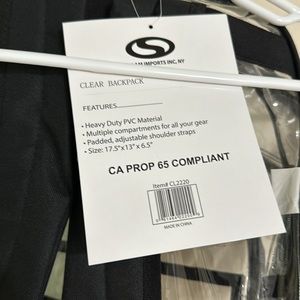 AM IMPORTS INC, NY
CLEAR BACKPACK
FEATURES
• Heavy Duty PVC Material
• Multiple compartments for all your gear
• Padded, adjustable shoulder straps
• Size: 17.5"x13" x 6.5"
CA PROP 65 COMPLIANT
Item# CL2220
MADE IN CHINA